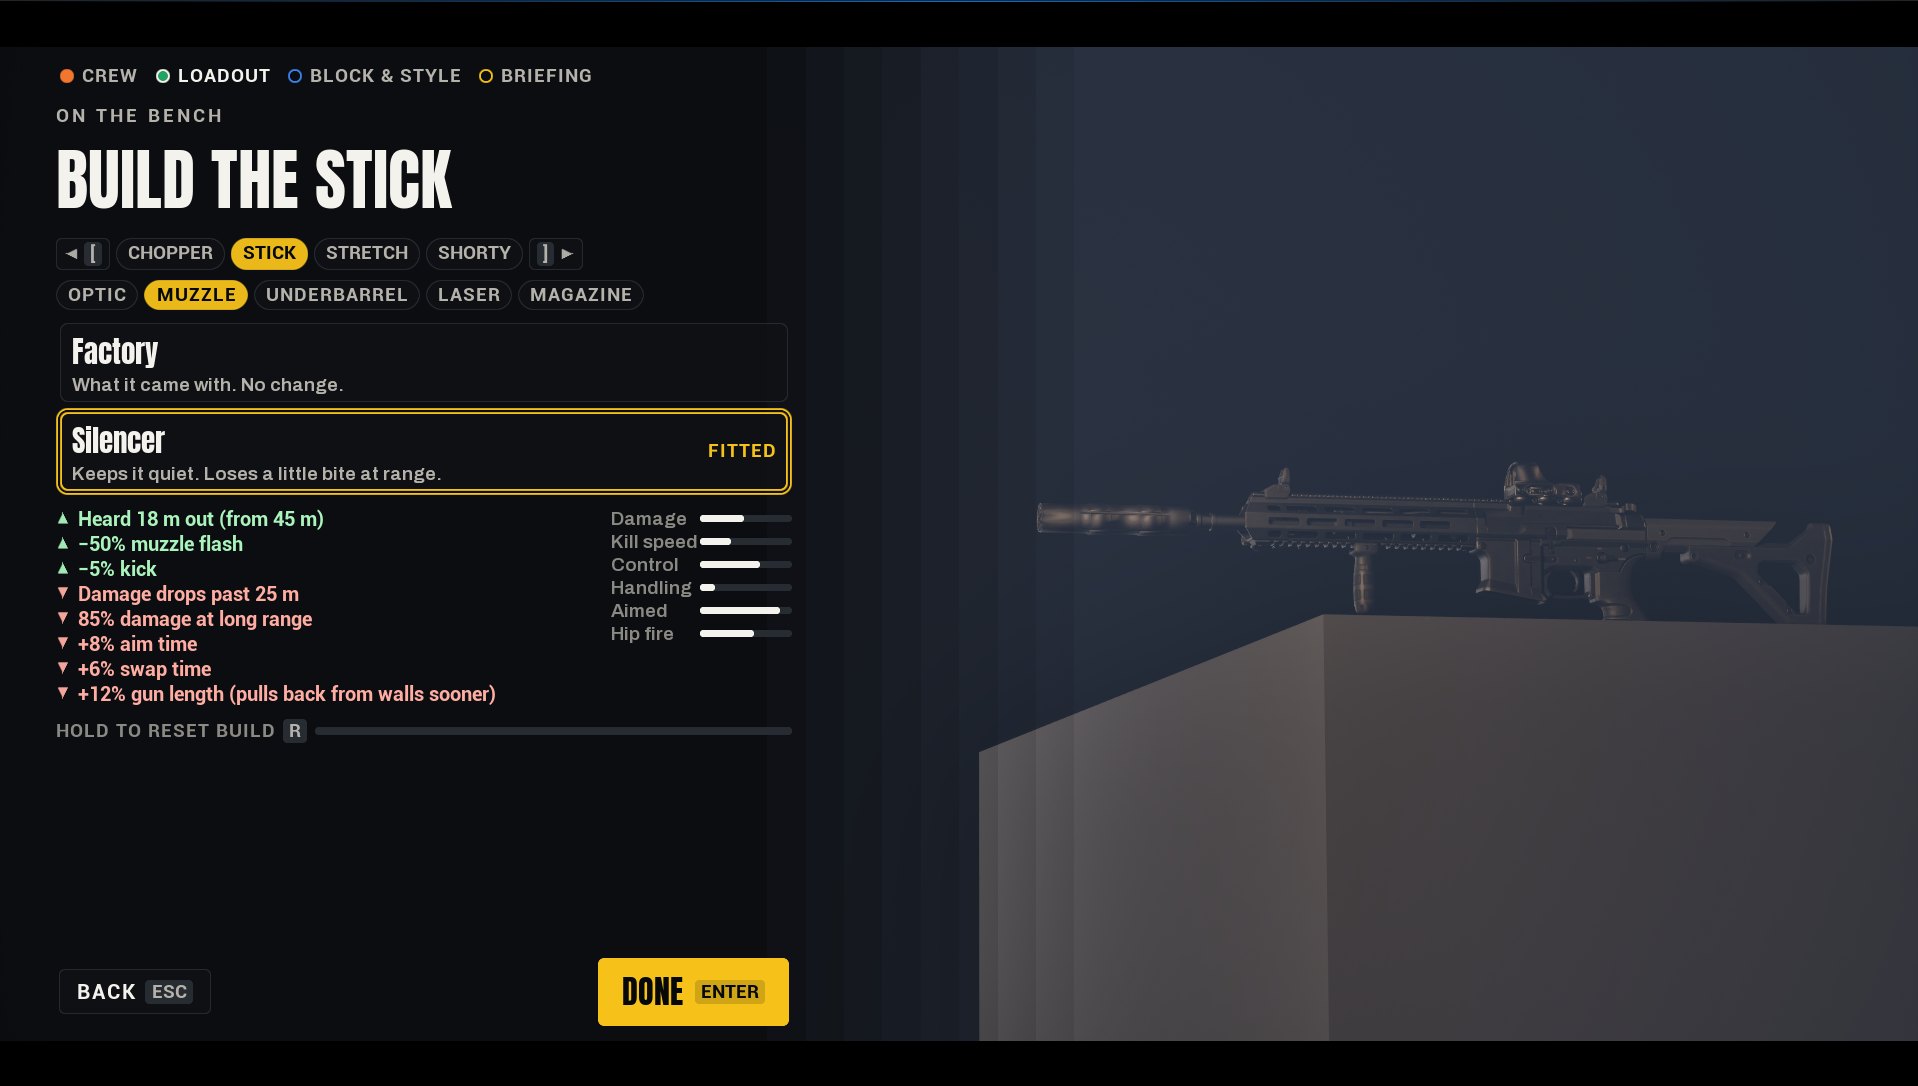 CREW LOADOUT BLOCK & STYLE BRIEFING
ON THE BENCH
BUILD THE STICK
◄ [ CHOPPER STICK STRETCH SHORTY ] ►
OPTIC MUZZLE UNDERBARREL LASER MAGAZINE
Factory
What it came with. No change.
Silencer
Keeps it quiet. Loses a little bite at range.
FITTED
▲ Heard 18 m out (from 45 m)
▲ −50% muzzle flash
▲ −5% kick
▼ Damage drops past 25 m
▼ 85% damage at long range
▼ +8% aim time
▼ +6% swap time
▼ +12% gun length (pulls back from walls sooner)
Damage
Kill speed
Control
Handling
Aimed
Hip fire
HOLD TO RESET BUILD R
BACK ESC
DONE ENTER